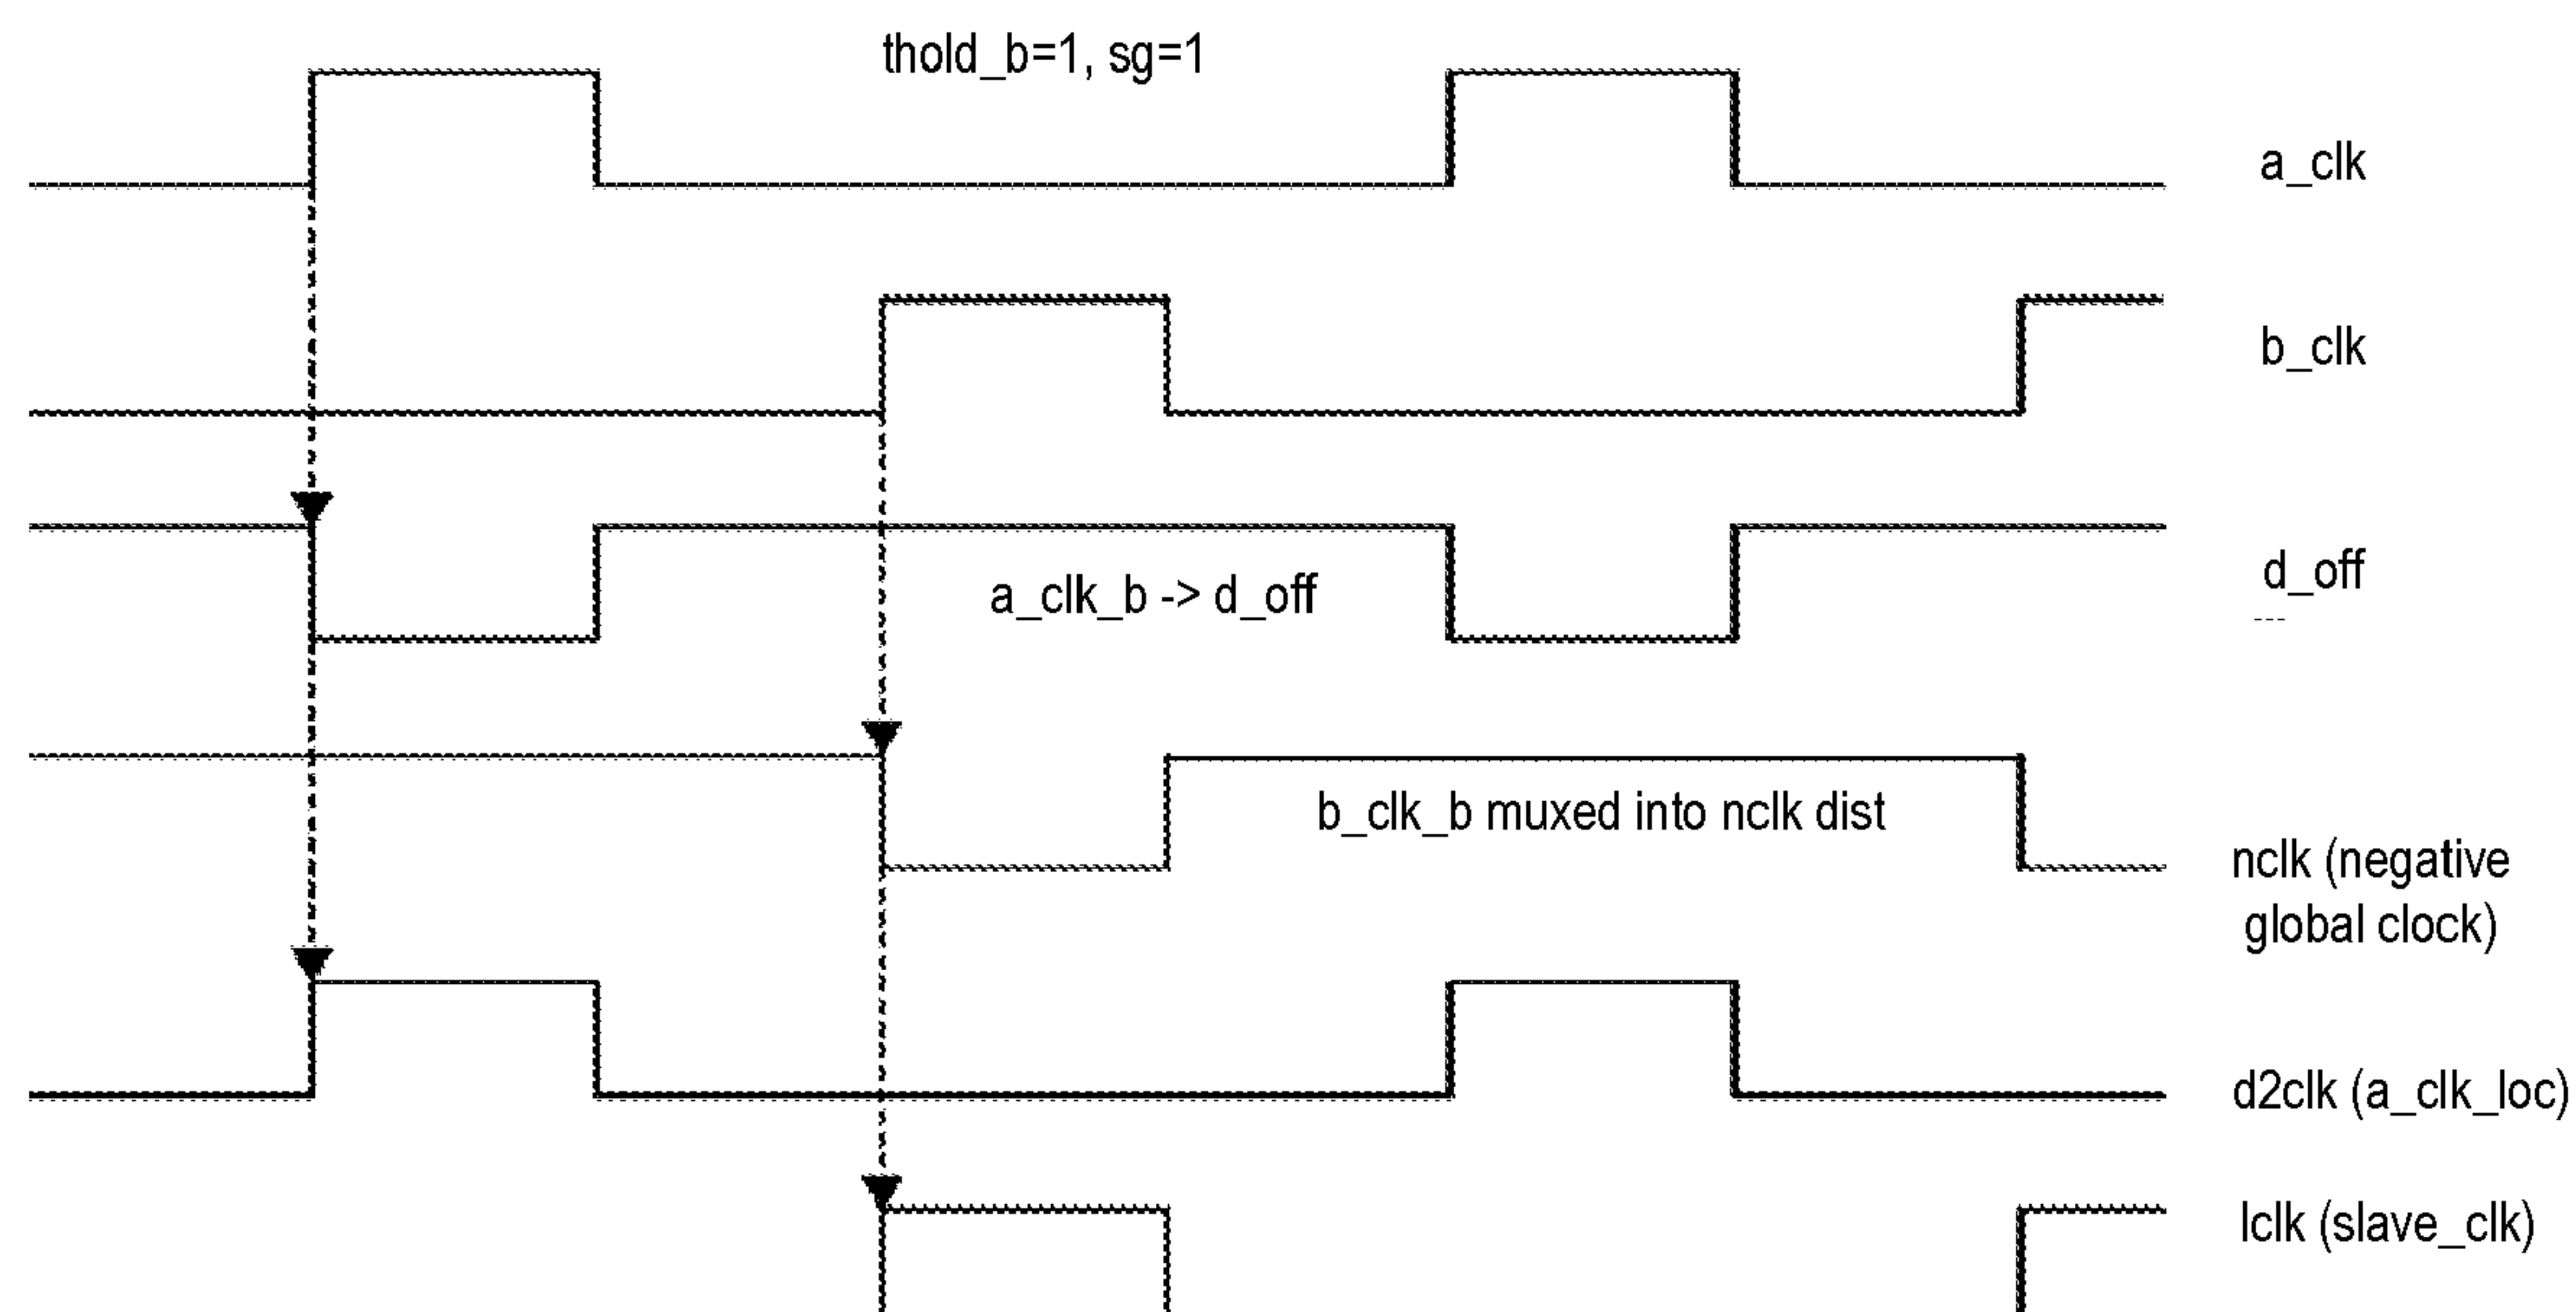 thold_b=1, sg=1
a_clk
b_clk
d_off
a_clk_b -> d_off
b_clk_b muxed into nclk dist
nclk (negative
global clock)
d2clk (a_clk_loc)
lclk (slave_clk)